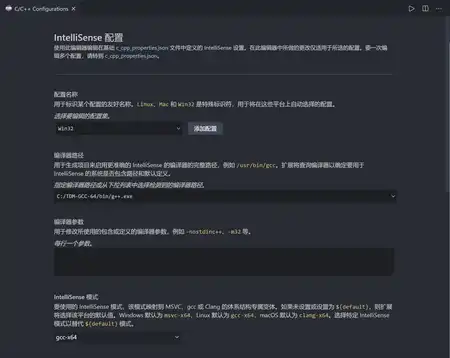 C/C++ Configurations
IntelliSense 配置
使用此编辑器编辑在基础 c_cpp_properties.json 文件中定义的 IntelliSense 设置。在此编辑器中所做的更改仅适用于所选的配置。要一次
编辑多个配置，请转到 c_cpp_properties.json。
配置名称
用于标识某个配置的友好名称。Linux、Mac 和 Win32 是特殊标识符，用于将在这些平台上自动选择的配置。
选择要编辑的配置集。
Win32
添加配置
编译器路径
用于生成项目来启用更准确的 IntelliSense 的编译器的完整路径，例如 /usr/bin/gcc。扩展将查询编译器以确定要用于
IntelliSense 的系统是否包含路径和默认定义。
指定编译器路径或从下拉列表中选择检测到的编译器路径。
C:/TDM-GCC-64/bin/g++.exe
编译器参数
用于修改所使用的包含或定义的编译器参数，例如 -nostdinc++、-m32 等。
每行一个参数。
IntelliSense 模式
要使用的 IntelliSense 模式，该模式映射到 MSVC、gcc 或 Clang 的体系结构专属变体。如果未设置或设置为 ${default}，则扩展
将选择该平台的默认值。Windows 默认为 msvc-x64，Linux 默认为 gcc-x64，macOS 默认为 clang-x64。选择特定 IntelliSense
模式以替代 ${default} 模式。
gcc-x64